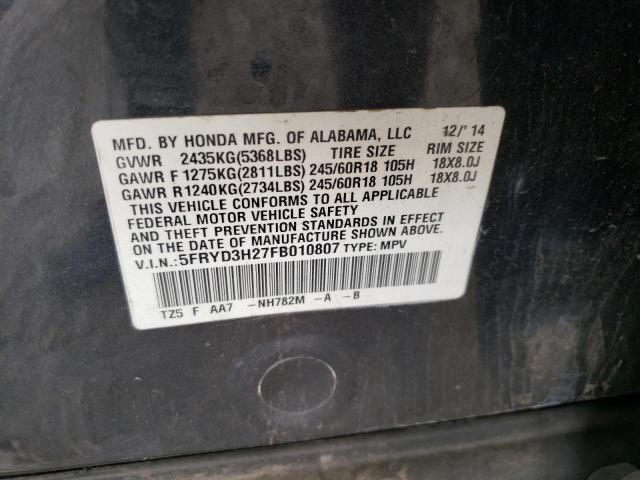 MFD. BY HONDA MFG. OF ALABAMA, LLC 12/'14
GVWR 2435KG(5368LBS) TIRE SIZE RIM SIZE
GAWR F 1275KG(2811LBS) 245/60R18 105H 18X8.0J
GAWR R 1240KG(2734LBS) 245/60R18 105H 18X8.0J
THIS VEHICLE CONFORMS TO ALL APPLICABLE
FEDERAL MOTOR VEHICLE SAFETY
AND THEFT PREVENTION STANDARDS IN EFFECT
ON THE DATE OF MANUFACTURE SHOWN ABOVE.
V.I.N.:5FRYD3H27FB010807 TYPE: MPV
TZ5 F AA7 -NH782M -A -B